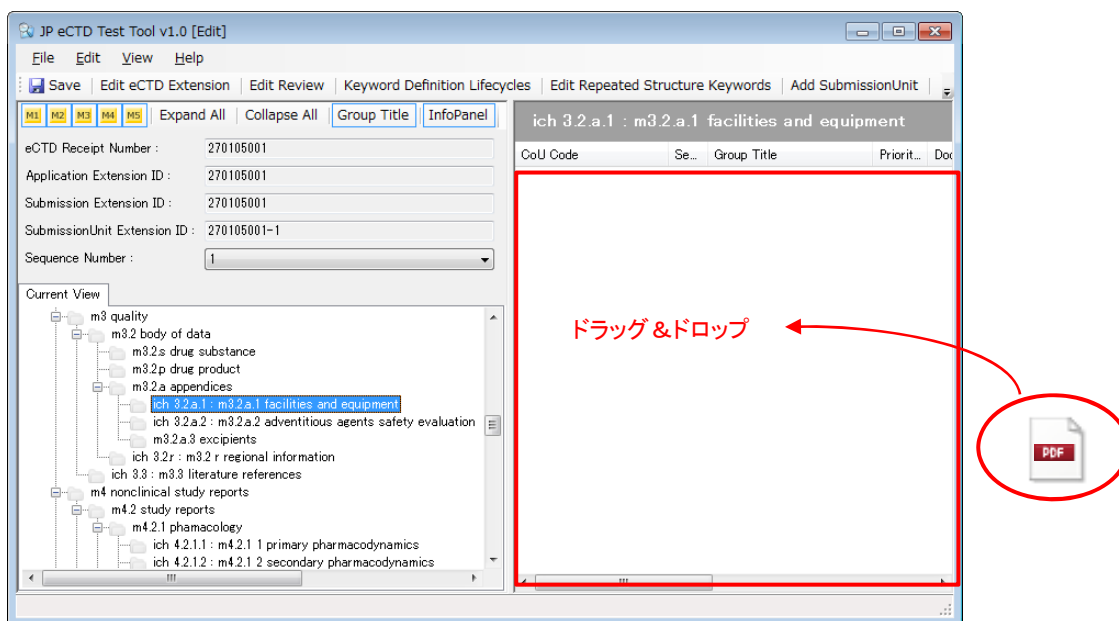 JP eCTD Test Tool v1.0 [Edit]
File Edit View Help
Save Edit eCTD Extension Edit Review Keyword Definition Lifecycles Edit Repeated Structure Keywords Add SubmissionUnit
M1 M2 M3 M4 M5 Expand All Collapse All Group Title InfoPanel
eCTD Receipt Number : 270105001
Application Extension ID : 270105001
Submission Extension ID : 270105001
SubmissionUnit Extension ID : 270105001-1
Sequence Number : 1
Current View
m3 quality
m3.2 body of data
m3.2.s drug substance
m3.2.p drug product
m3.2.a appendices
ich 3.2.a.1 : m3.2.a.1 facilities and equipment
ich 3.2.a.2 : m3.2.a.2 adventitious agents safety evaluation
m3.2.a.3 excipients
ich 3.2.r : m3.2 r regional information
ich 3.3 : m3.3 literature references
m4 nonclinical study reports
m4.2 study reports
m4.2.1 phamacology
ich 4.2.1.1 : m4.2.1 1 primary pharmacodynamics
ich 4.2.1.2 : m4.2.1 2 secondary pharmacodynamics
ich 3.2.a.1 : m3.2.a.1 facilities and equipment
CoU Code Se... Group Title Priorit... Doc
ドラッグ＆ドロップ
PDF